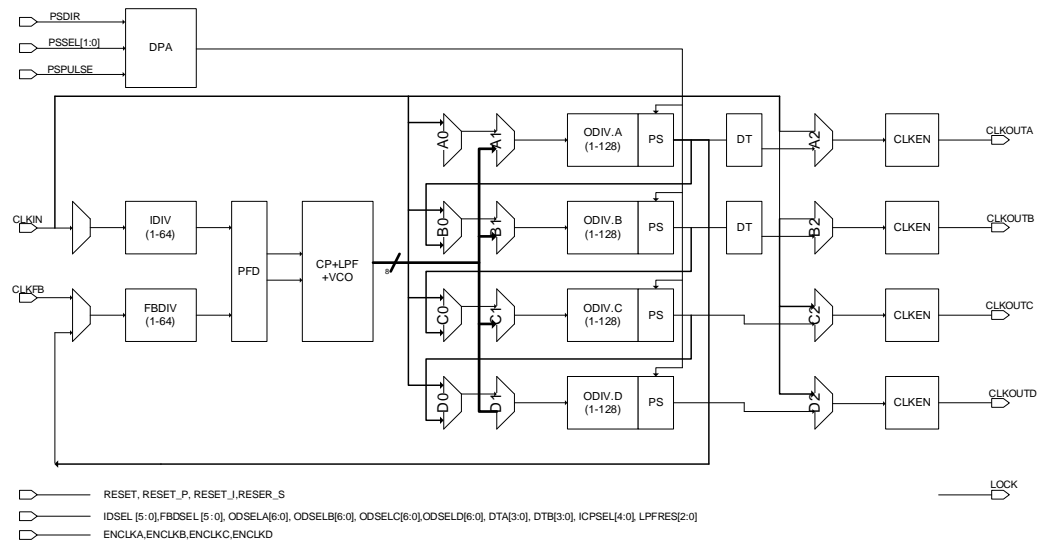 PSDIR
PSSEL[1:0]
PSPULSE
DPA
CLKIN
CLKFB
IDIV
(1-64)
FBDIV
(1-64)
PFD
CP+LPF
+VCO
8
A0
A1
ODIV.A
(1-128)
PS
DT
A2
CLKEN
CLKOUTA
B0
B1
ODIV.B
(1-128)
PS
DT
B2
CLKEN
CLKOUTB
C0
C1
ODIV.C
(1-128)
PS
C2
CLKEN
CLKOUTC
D0
D1
ODIV.D
(1-128)
PS
D2
CLKEN
CLKOUTD
LOCK
RESET, RESET_P, RESET_I,RESER_S
IDSEL [5:0],FBDSEL [5:0], ODSELA[6:0], ODSELB[6:0], ODSELC[6:0],ODSELD[6:0], DTA[3:0], DTB[3:0], ICPSEL[4:0], LPFRES[2:0]
ENCLKA,ENCLKB,ENCLKC,ENCLKD